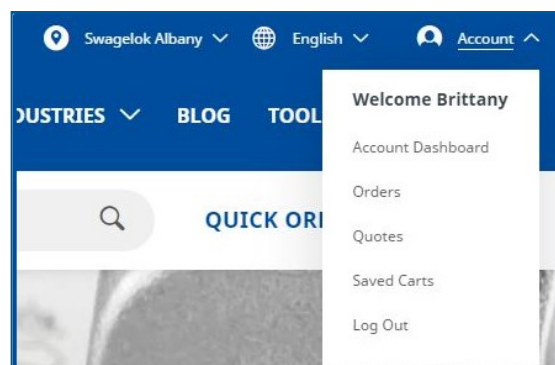 Swagelok Albany English Account
DUSTRIES BLOG TOOL
Welcome Brittany
Account Dashboard
Orders
QUICK ORI
Quotes
Saved Carts
Log Out